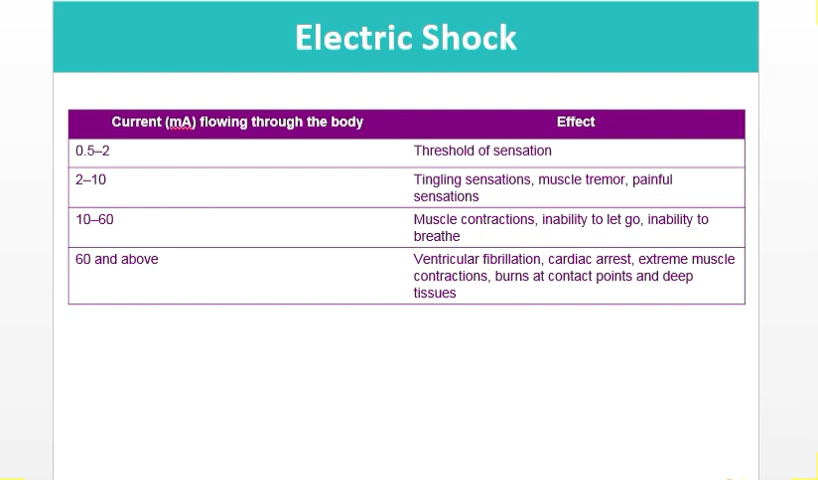 Electric Shock
Current (mA) flowing through the body Effect
0.5–2 Threshold of sensation
2–10 Tingling sensations, muscle tremor, painful
sensations
10–60 Muscle contractions, inability to let go, inability to
breathe
60 and above Ventricular fibrillation, cardiac arrest, extreme muscle
contractions, burns at contact points and deep
tissues